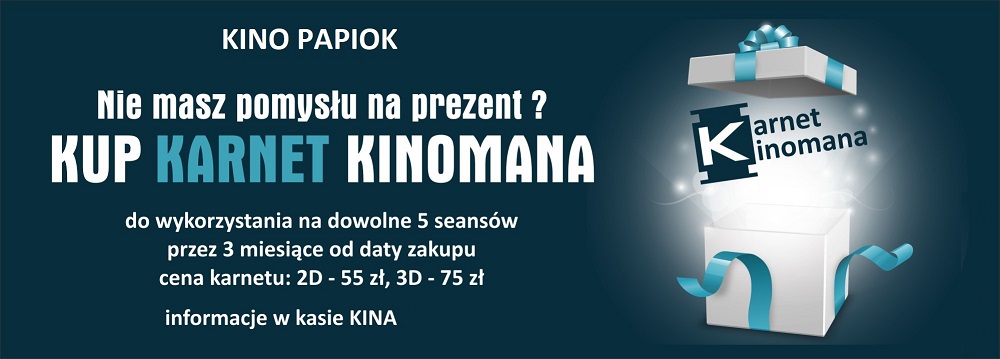 KINO PAPIOK
Nie masz pomysłu na prezent ?
KUP KARNET KINOMANA
do wykorzystania na dowolne 5 seansów
przez 3 miesiące od daty zakupu
cena karnetu: 2D - 55 zł, 3D - 75 zł
informacje w kasie KINA
Karnet
Kinomana